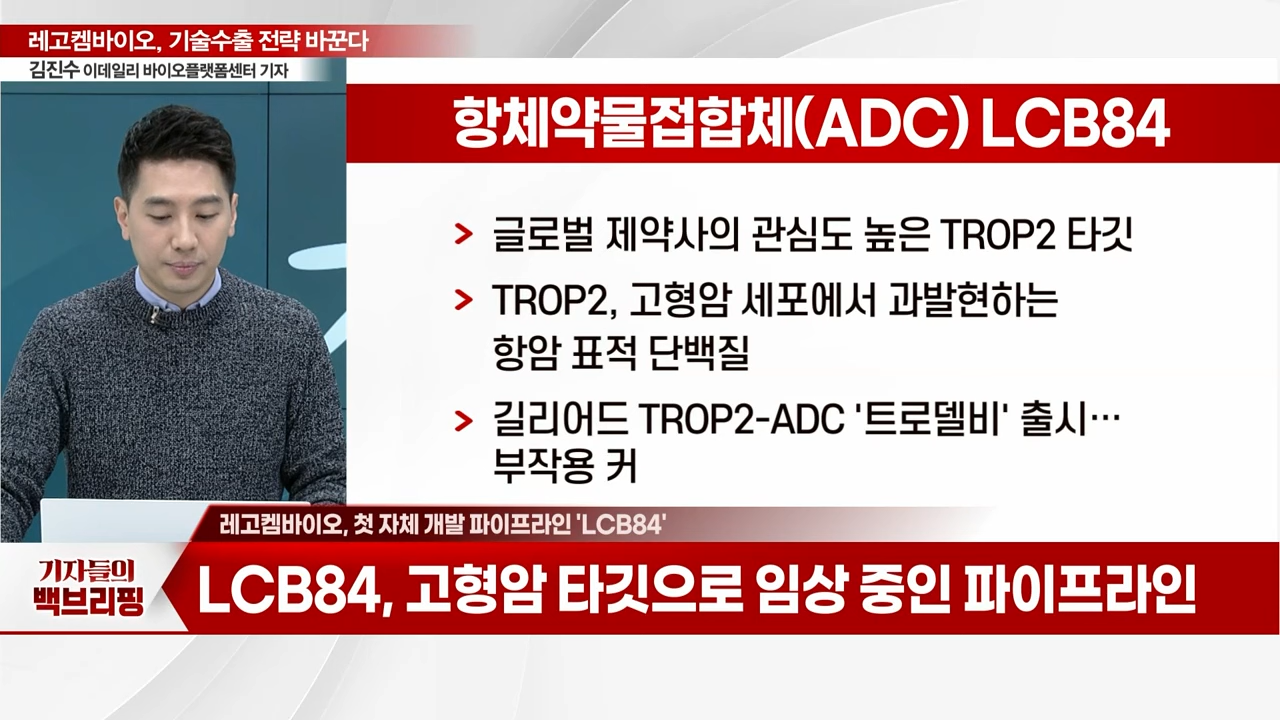 레고켐바이오, 기술수출 전략 바꾼다
김진수 이데일리 바이오플랫폼센터 기자
항체약물접합체(ADC) LCB84
> 글로벌 제약사의 관심도 높은 TROP2 타깃
> TROP2, 고형암 세포에서 과발현하는
항암 표적 단백질
> 길리어드 TROP2-ADC '트로델비' 출시…
부작용 커
레고켐바이오, 첫 자체 개발 파이프라인 'LCB84'
기자들의
백브리핑
LCB84, 고형암 타깃으로 임상 중인 파이프라인